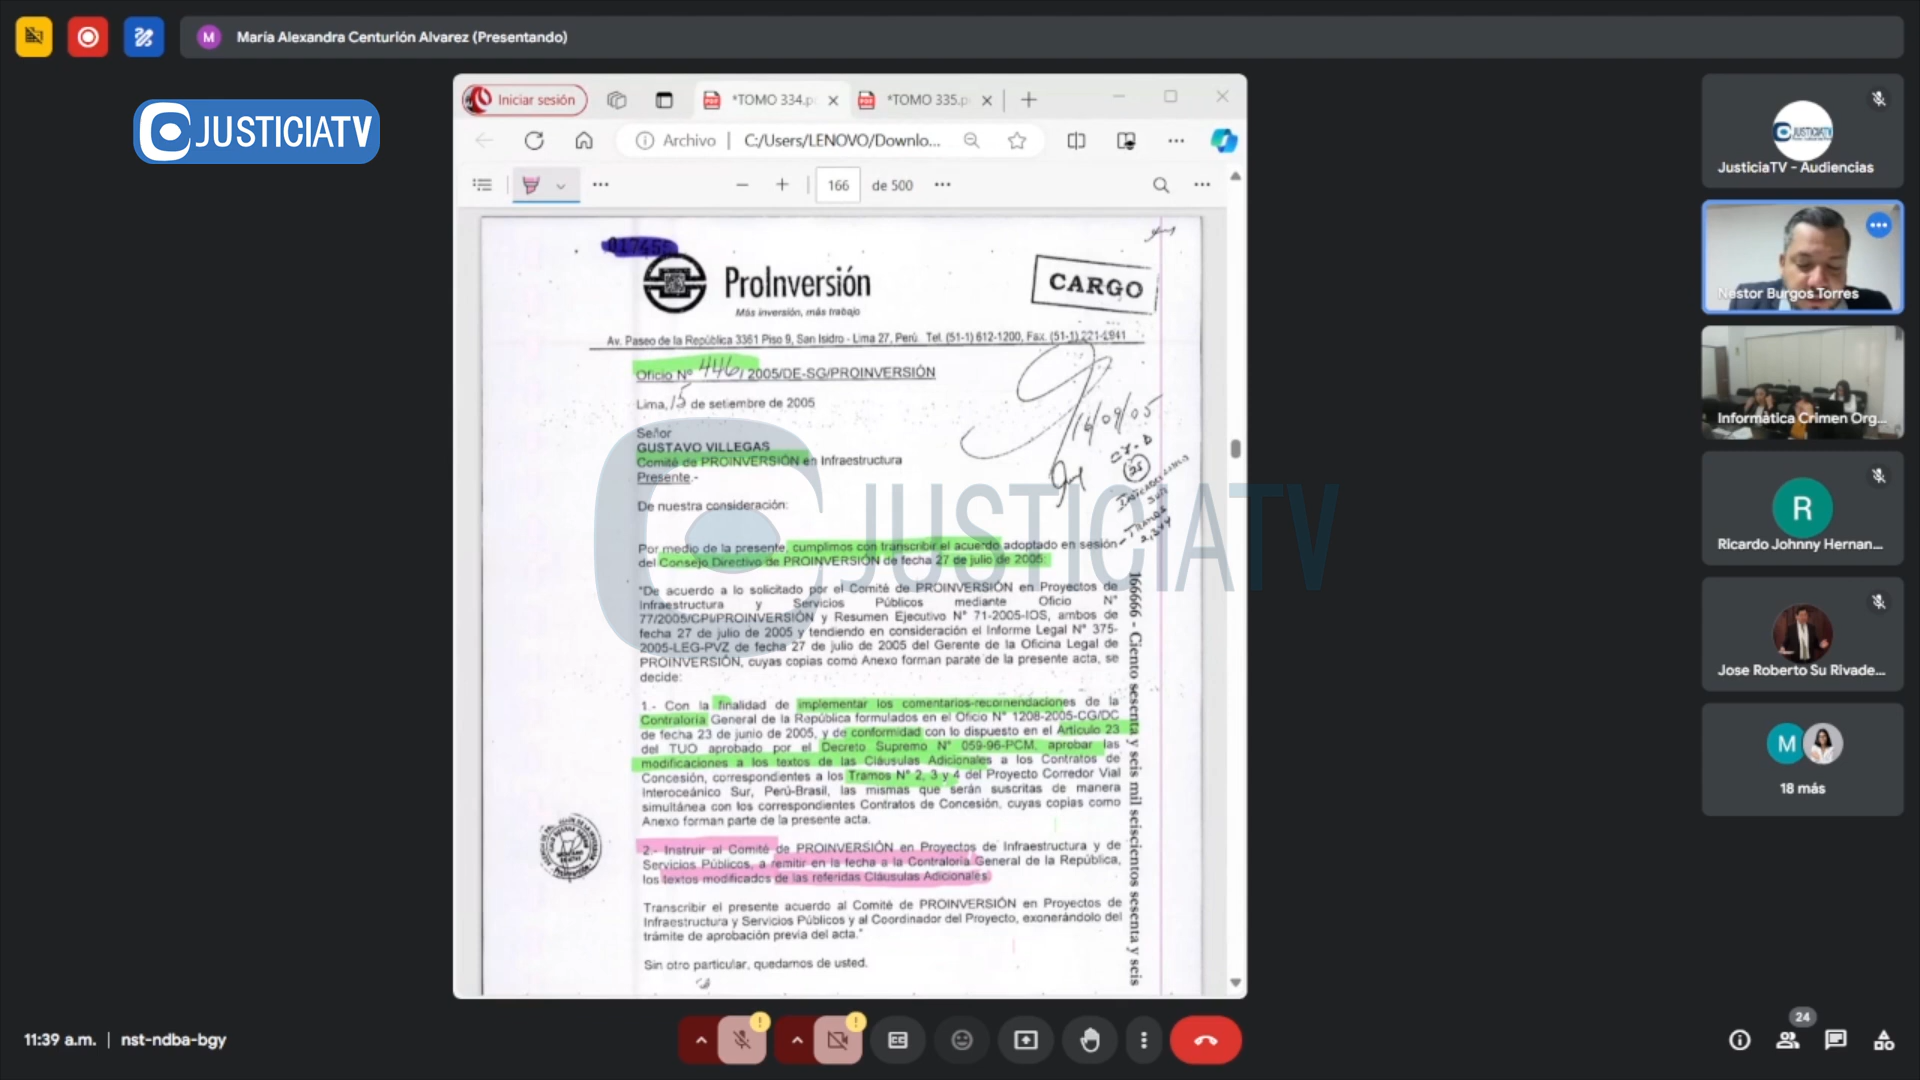 María Alexandra Centurión Alvarez (Presentando)
M
JUSTICIATV
Iniciar sesión
*TOMO 334.p
*TOMO 335.p
Archivo | C:/Users/LENOVO/Downlo...
166 de 500
ProInversión
Más inversión, más trabajo
CARGO
Av. Paseo de la República 3361 Piso 9, San Isidro - Lima 27, Perú. Tel. (51-1) 612-1200, Fax. (51-1) 221-2941
Oficio N° 446/ 2005/DE-SG/PROINVERSIÓN
Lima, 15 de setiembre de 2005
16/09/05
Señor
GUSTAVO VILLEGAS
Comité de PROINVERSIÓN en Infraestructura
Presente.-
De nuestra consideración:
Por medio de la presente, cumplimos con transcribir el acuerdo adoptado en sesión
del Consejo Directivo de PROINVERSIÓN de fecha 27 de julio de 2005:
"De acuerdo a lo solicitado por el Comité de PROINVERSIÓN en Proyectos de
Infraestructura y Servicios Públicos mediante Oficio N°
77/2005/CPI/PROINVERSIÓN y Resumen Ejecutivo N° 71-2005-IOS, ambos de
fecha 27 de julio de 2005 y tendiendo en consideración el Informe Legal N° 375-
2005-LEG-PVZ de fecha 27 de julio de 2005 del Gerente de la Oficina Legal de
PROINVERSIÓN, cuyas copias como Anexo forman parate de la presente acta, se
decide:
1.- Con la finalidad de implementar los comentarios-recomendaciones de la
Contraloría General de la República formulados en el Oficio N° 1208-2005-CG/DC
de fecha 23 de junio de 2005, y de conformidad con lo dispuesto en el Artículo 23
del TUO aprobado por el Decreto Supremo N° 059-96-PCM, aprobar las
modificaciones a los textos de las Cláusulas Adicionales a los Contratos de
Concesión, correspondientes a los Tramos N° 2, 3 y 4 del Proyecto Corredor Vial
Interoceánico Sur, Perú-Brasil, las mismas que serán suscritas de manera
simultánea con los correspondientes Contratos de Concesión, cuyas copias como
Anexo forman parte de la presente acta.
2.- Instruir al Comité de PROINVERSIÓN en Proyectos de Infraestructura y de
Servicios Públicos, a remitir en la fecha a la Contraloría General de la República,
los textos modificados de las referidas Cláusulas Adicionales.
Transcribir el presente acuerdo al Comité de PROINVERSIÓN en Proyectos de
Infraestructura y Servicios Públicos y al Coordinador del Proyecto, exonerándolo del
trámite de aprobación previa del acta."
Sin otro particular, quedamos de usted.
166666 - Ciento sesenta y seis mil seiscientos sesenta y seis
JUSTICIATV
JUSTICIATV
JusticiaTV - Audiencias
Nestor Burgos Torres
Informàtica Crimen Org...
R
Ricardo Johnny Hernan...
Jose Roberto Su Rivade...
M
18 más
11:39 a.m. | nst-ndba-bgy
24